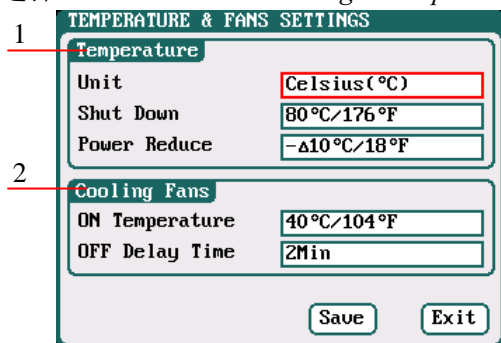 TEMPERATURE & FANS SETTINGS
1
Temperature
Unit Celsius(°C)
Shut Down 80°C/176°F
Power Reduce -Δ10°C/18°F
2
Cooling Fans
ON Temperature 40°C/104°F
OFF Delay Time 2Min
Save Exit